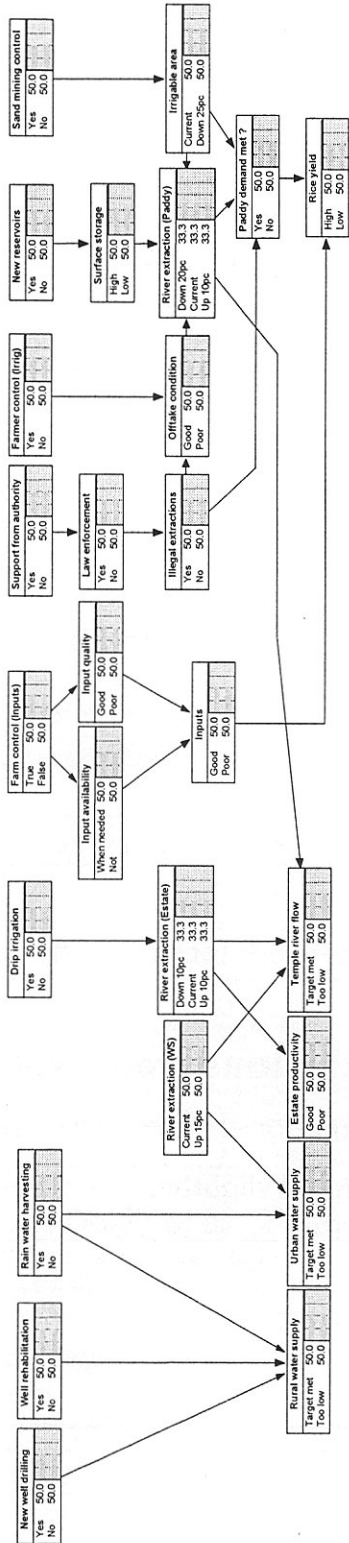 New well drilling
Yes 50.0
No 50.0
Well rehabilitation
Yes 50.0
No 50.0
Rain water harvesting
Yes 50.0
No 50.0
Drip irrigation
Yes 50.0
No 50.0
Farm control (Inputs)
True 50.0
False 50.0
Support from authority
Yes 50.0
No 50.0
Farmer control (Irrig)
Yes 50.0
No 50.0
New reservoirs
Yes 50.0
No 50.0
Sand mining control
Yes 50.0
No 50.0
Input availability
When needed 50.0
Not 50.0
Input quality
Good 50.0
Poor 50.0
Law enforcement
Yes 50.0
No 50.0
Surface storage
High 50.0
Low 50.0
River extraction (WS)
Current 50.0
Up 15pc 50.0
River extraction (Estate)
Down 10pc 33.3
Current 33.3
Up 10pc 33.3
Inputs
Good 50.0
Poor 50.0
Illegal extractions
Yes 50.0
No 50.0
Offtake condition
Good 50.0
Poor 50.0
River extraction (Paddy)
Down 20pc 33.3
Current 33.3
Up 10pc 33.3
Irrigable area
Current 50.0
Down 25pc 50.0
Paddy demand met ?
Yes 50.0
No 50.0
Rural water supply
Target met 50.0
Too low 50.0
Urban water supply
Target met 50.0
Too low 50.0
Estate productivity
Good 50.0
Poor 50.0
Temple river flow
Target met 50.0
Too low 50.0
Rice yield
High 50.0
Low 50.0